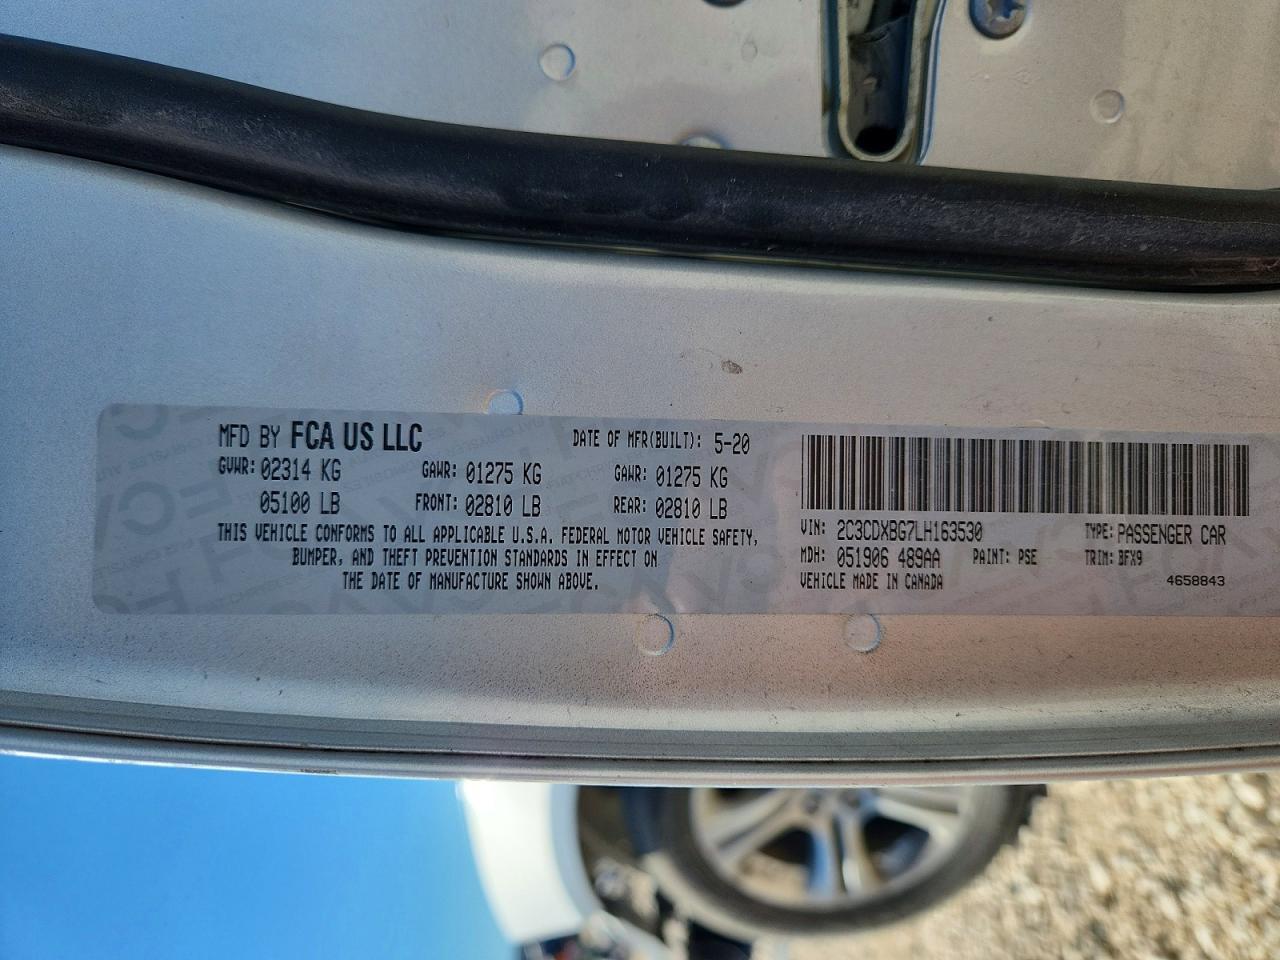 MFD BY FCA US LLC DATE OF MFR(BUILT): 5-20
GVWR: 02314 KG GAWR: 01275 KG GAWR: 01275 KG
05100 LB FRONT: 02810 LB REAR: 02810 LB
THIS VEHICLE CONFORMS TO ALL APPLICABLE U.S.A. FEDERAL MOTOR VEHICLE SAFETY,
BUMPER, AND THEFT PREVENTION STANDARDS IN EFFECT ON
THE DATE OF MANUFACTURE SHOWN ABOVE.
VIN: 2C3CDXBG7LH163530 TYPE: PASSENGER CAR
MDH: 051906 489AA PAINT: PSE TRIM: BFX9
VEHICLE MADE IN CANADA 4658843